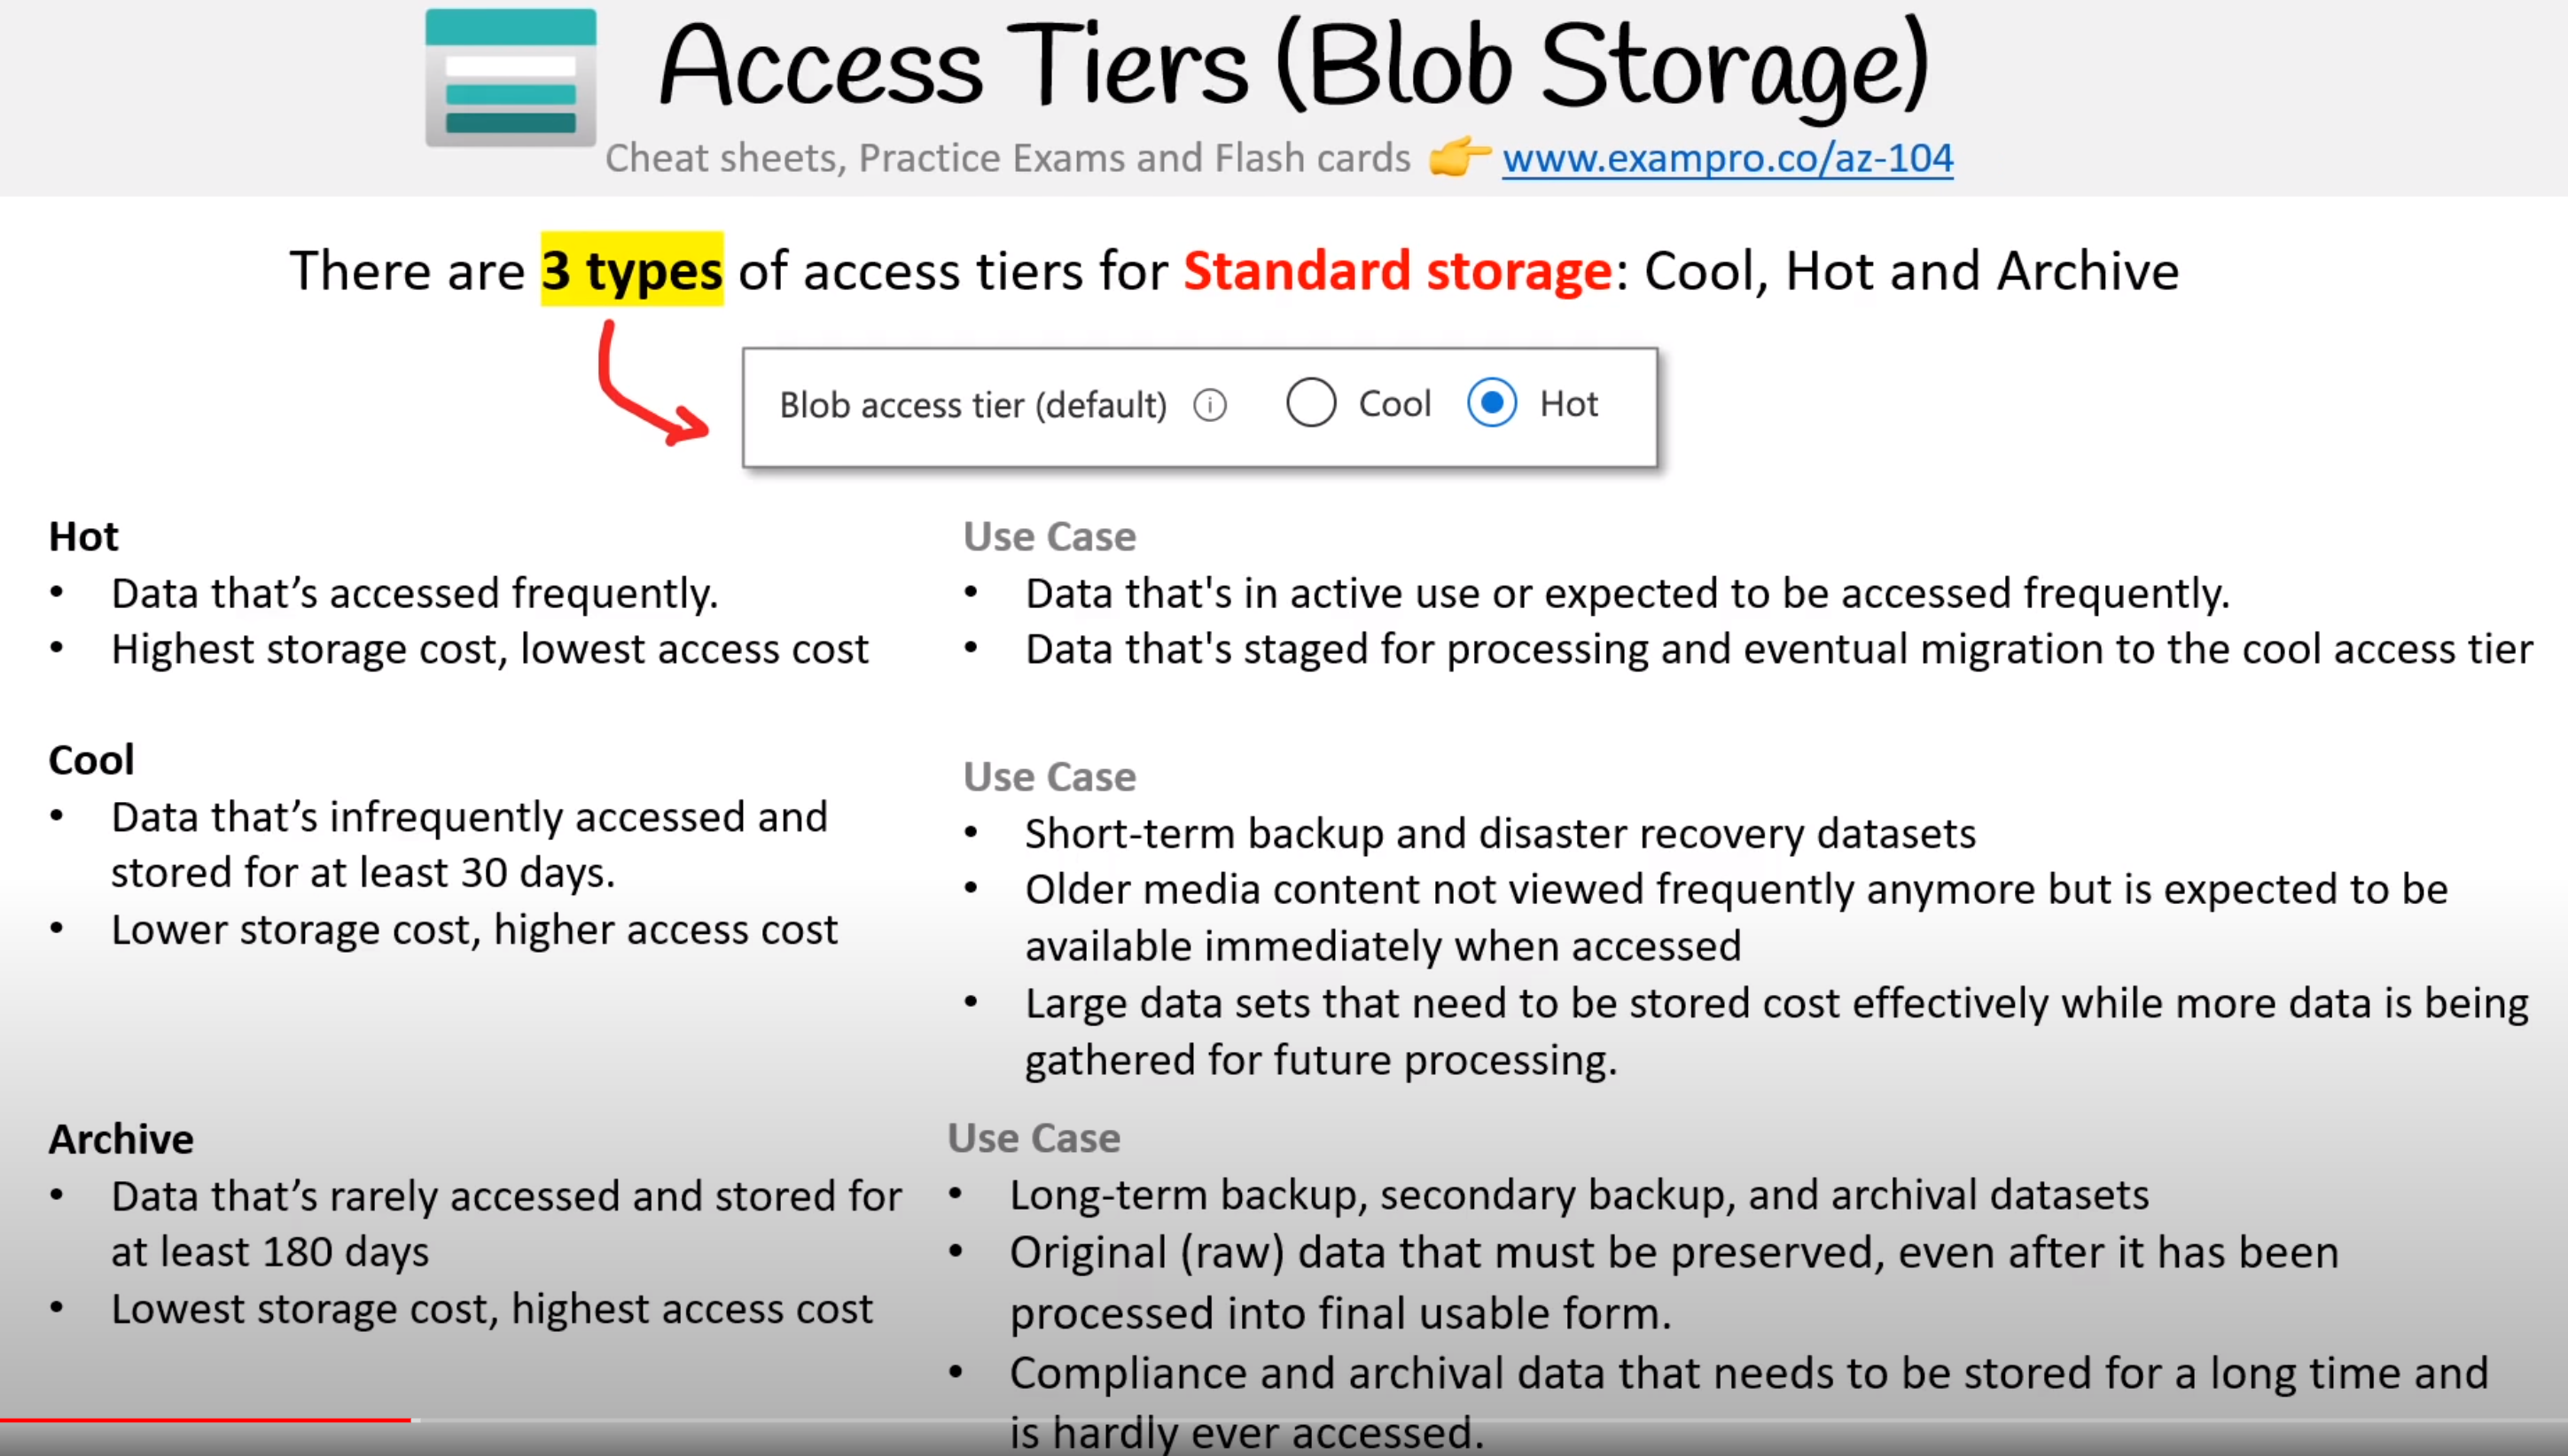 Access Tiers (Blob Storage)
Cheat sheets, Practice Exams and Flash cards 👉 www.exampro.co/az-104
There are 3 types of access tiers for Standard storage: Cool, Hot and Archive
Blob access tier (default) ⓘ Cool Hot
Hot
• Data that’s accessed frequently.
• Highest storage cost, lowest access cost
Use Case
• Data that's in active use or expected to be accessed frequently.
• Data that's staged for processing and eventual migration to the cool access tier
Cool
• Data that’s infrequently accessed and
stored for at least 30 days.
• Lower storage cost, higher access cost
Use Case
• Short-term backup and disaster recovery datasets
• Older media content not viewed frequently anymore but is expected to be
available immediately when accessed
• Large data sets that need to be stored cost effectively while more data is being
gathered for future processing.
Archive
• Data that’s rarely accessed and stored for
at least 180 days
• Lowest storage cost, highest access cost
Use Case
• Long-term backup, secondary backup, and archival datasets
• Original (raw) data that must be preserved, even after it has been
processed into final usable form.
• Compliance and archival data that needs to be stored for a long time and
is hardly ever accessed.